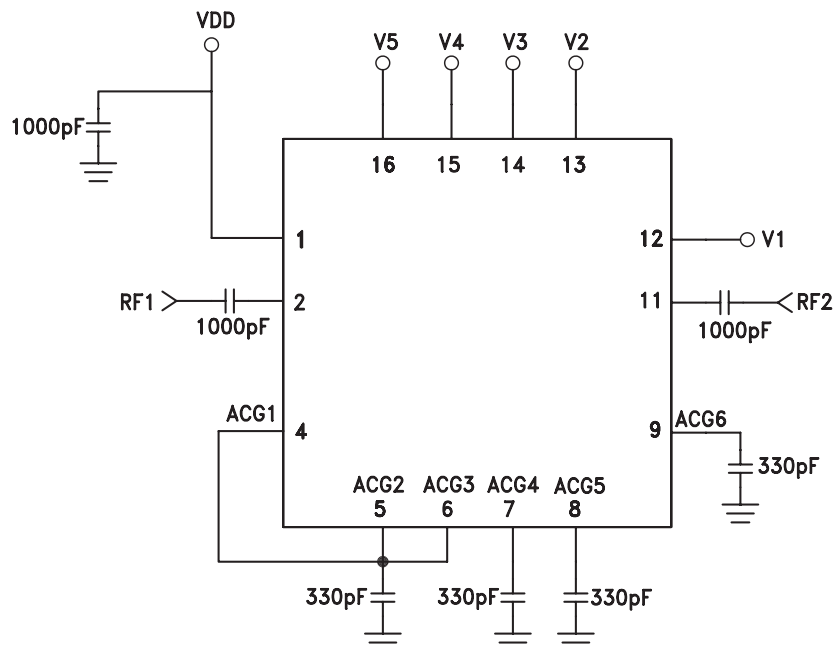 VDD
V5 V4 V3 V2
1000pF
16 15 14 13
1 12 V1
RF1 2 11 RF2
1000pF 1000pF
ACG1 ACG6
4 9
330pF
ACG2 ACG3 ACG4 ACG5
5 6 7 8
330pF 330pF 330pF